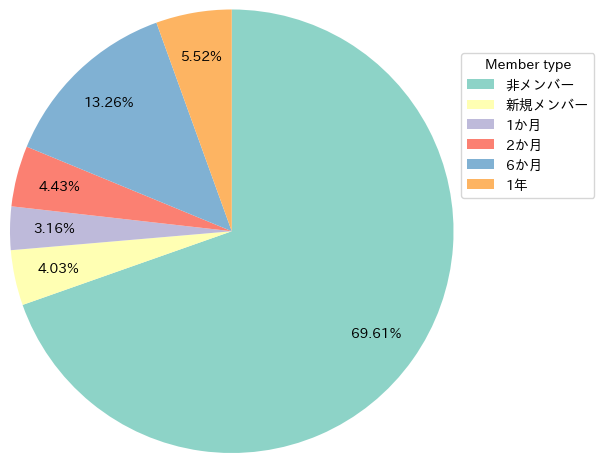 5.52%
13.26%
4.43%
3.16%
4.03%
69.61%
Member type
非メンバー
新規メンバー
1か月
2か月
6か月
1年